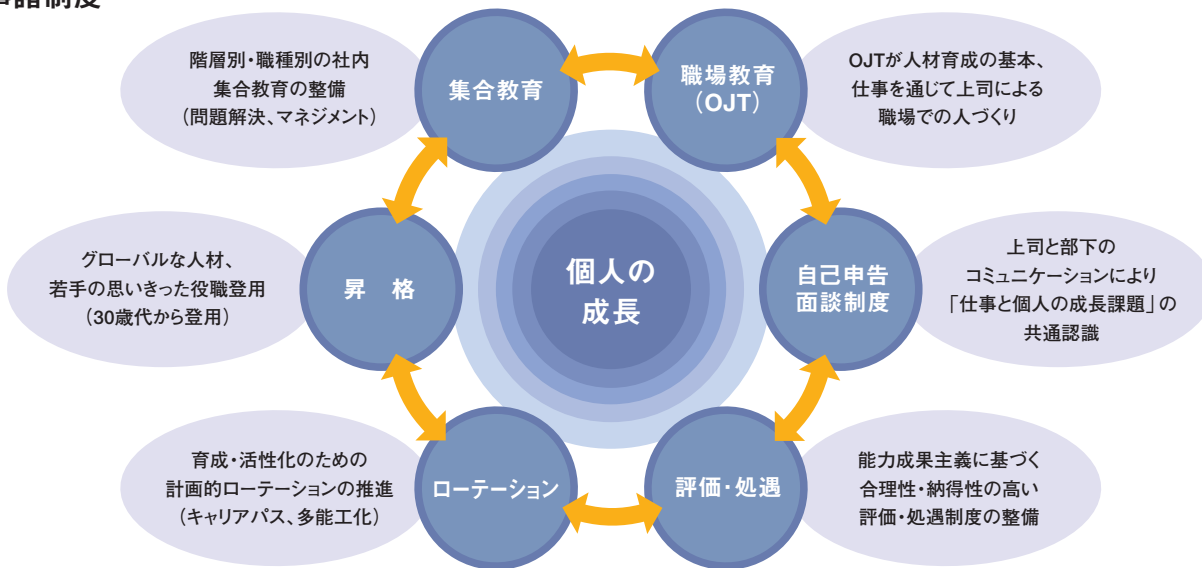 階層別・職種別の社内
集合教育の整備
(問題解決、マネジメント)
集合教育
職場教育
(OJT)
OJTが人材育成の基本、
仕事を通じて上司による
職場での人づくり
グローバルな人材、
若手の思いきった役職登用
(30歳代から登用)
昇 格
個人の
成長
自己申告
面談制度
上司と部下の
コミュニケーションにより
「仕事と個人の成長課題」の
共通認識
育成・活性化のための
計画的ローテーションの推進
(キャリアパス、多能工化)
ローテーション
評価・処遇
能力成果主義に基づく
合理性・納得性の高い
評価・処遇制度の整備